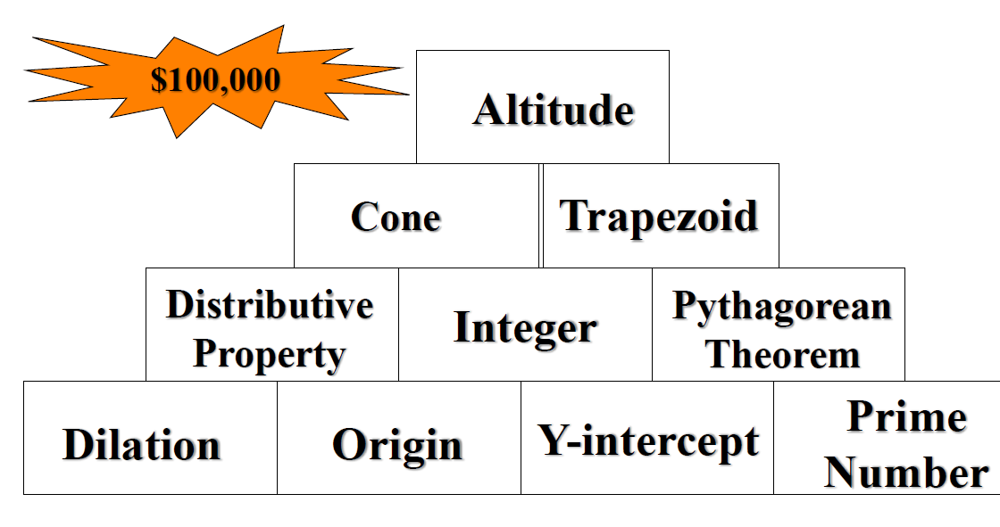 $100,000
Altitude
Cone
Trapezoid
Distributive
Property
Integer
Pythagorean
Theorem
Dilation
Origin
Y-intercept
Prime
Number